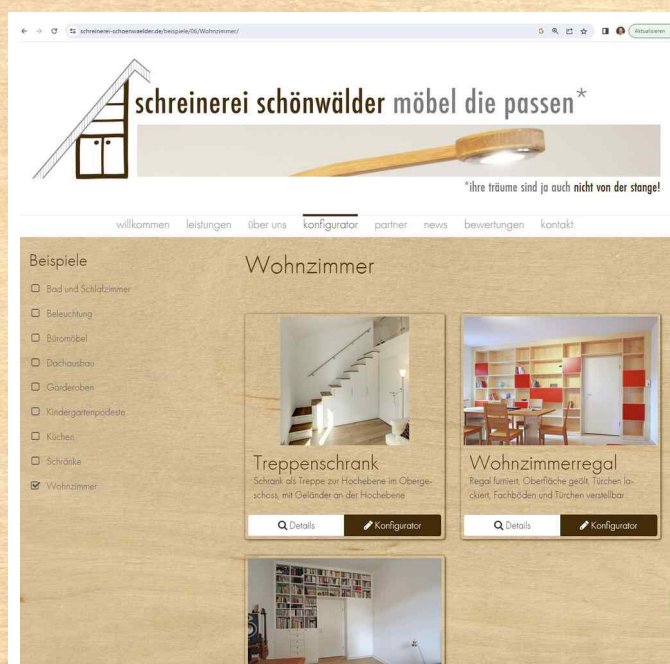 schreinerei-schoenwaelder.de/beispiele/06/Wohnzimmer/
Aktualisieren
schreinerei schönwälder möbel die passen*
*ihre träume sind ja auch nicht von der stange!
willkommen leistungen über uns konfigurator partner news bewertungen kontakt
Beispiele
Bad und Schlafzimmer
Beleuchtung
Büromöbel
Dachausbau
Garderoben
Kindergartenpodeste
Küchen
Schränke
Wohnzimmer
Wohnzimmer
Treppenschrank
Schrank als Treppe zur Hochebene im Oberge-
schoss, mit Geländer an der Hochebene
Details Konfigurator
Wohnzimmerregal
Regal furniert, Oberfläche geölt, Türchen la-
ckiert, Fachböden und Türchen verstellbar
Details Konfigurator